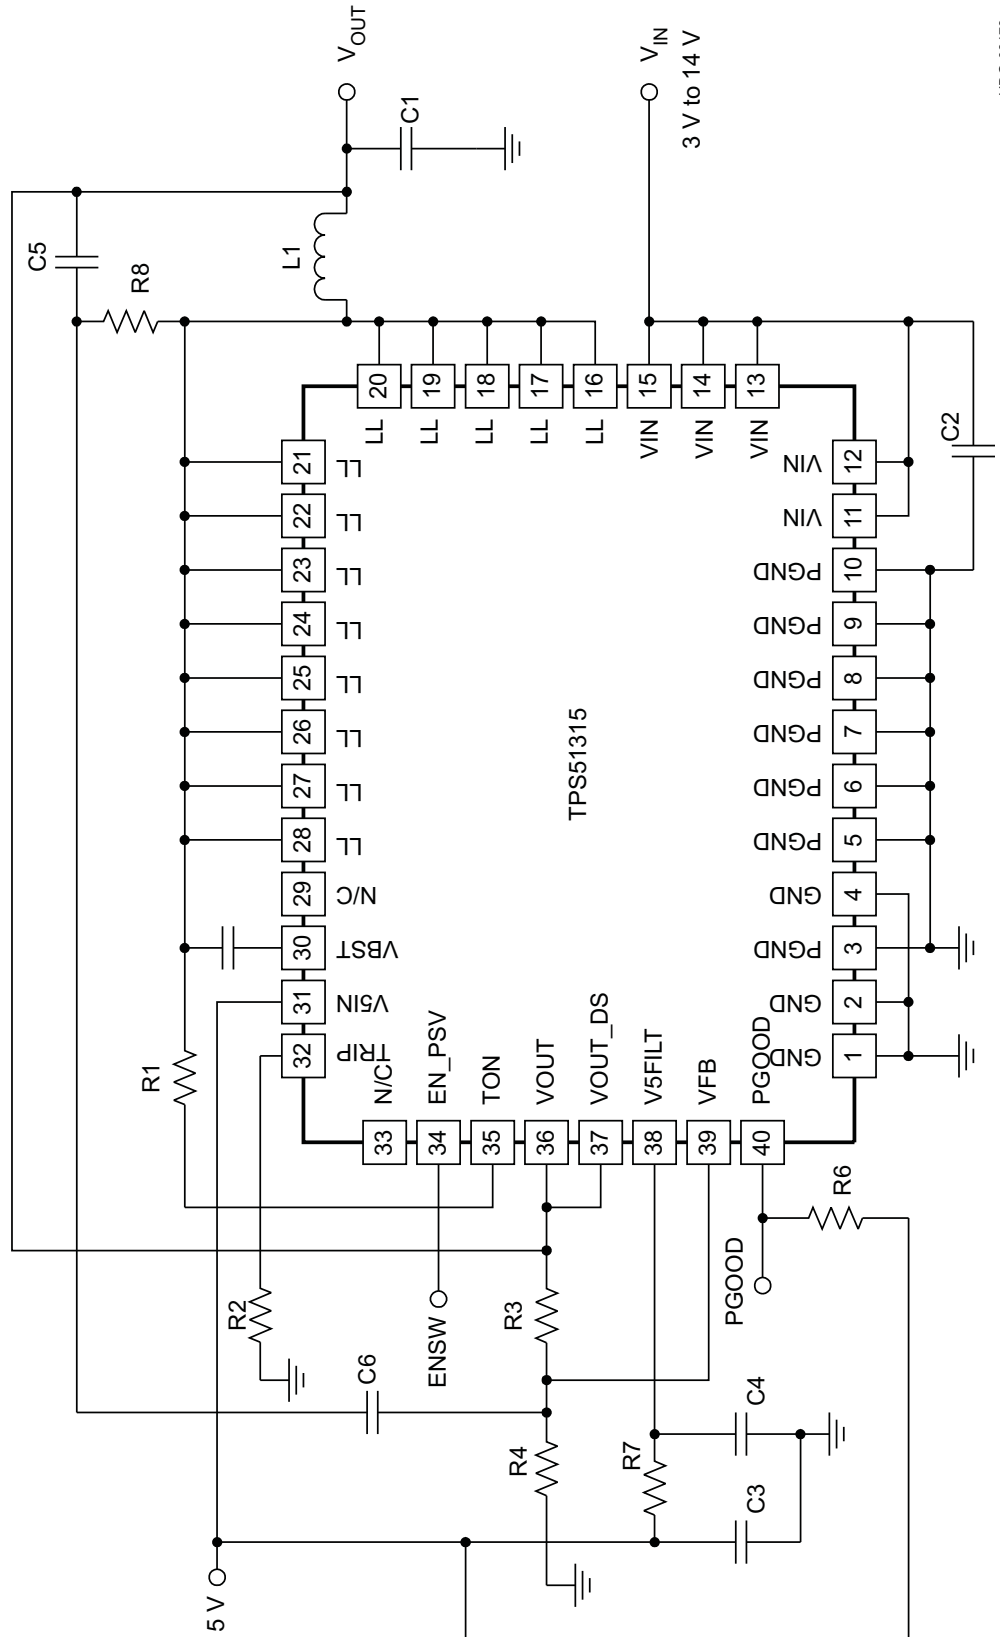 V_OUT
C1
V_IN
3 V to 14 V
C5
R8
L1
C2
R1
R2
C6
R3
R4
R7
C4
C3
R6
5 V
ENSW
PGOOD
TPS51315
20 LL
19 LL
18 LL
17 LL
16 LL
15 VIN
14 VIN
13 VIN
21 LL
22 LL
23 LL
24 LL
25 LL
26 LL
27 LL
28 LL
29 N/C
30 VBST
31 V5IN
32 TRIP
33 N/C
34 EN_PSV
35 TON
36 VOUT
37 VOUT_DS
38 V5FILT
39 VFB
40 PGOOD
12 VIN
11 VIN
10 PGND
9 PGND
8 PGND
7 PGND
6 PGND
5 PGND
4 GND
3 PGND
2 GND
1 GND